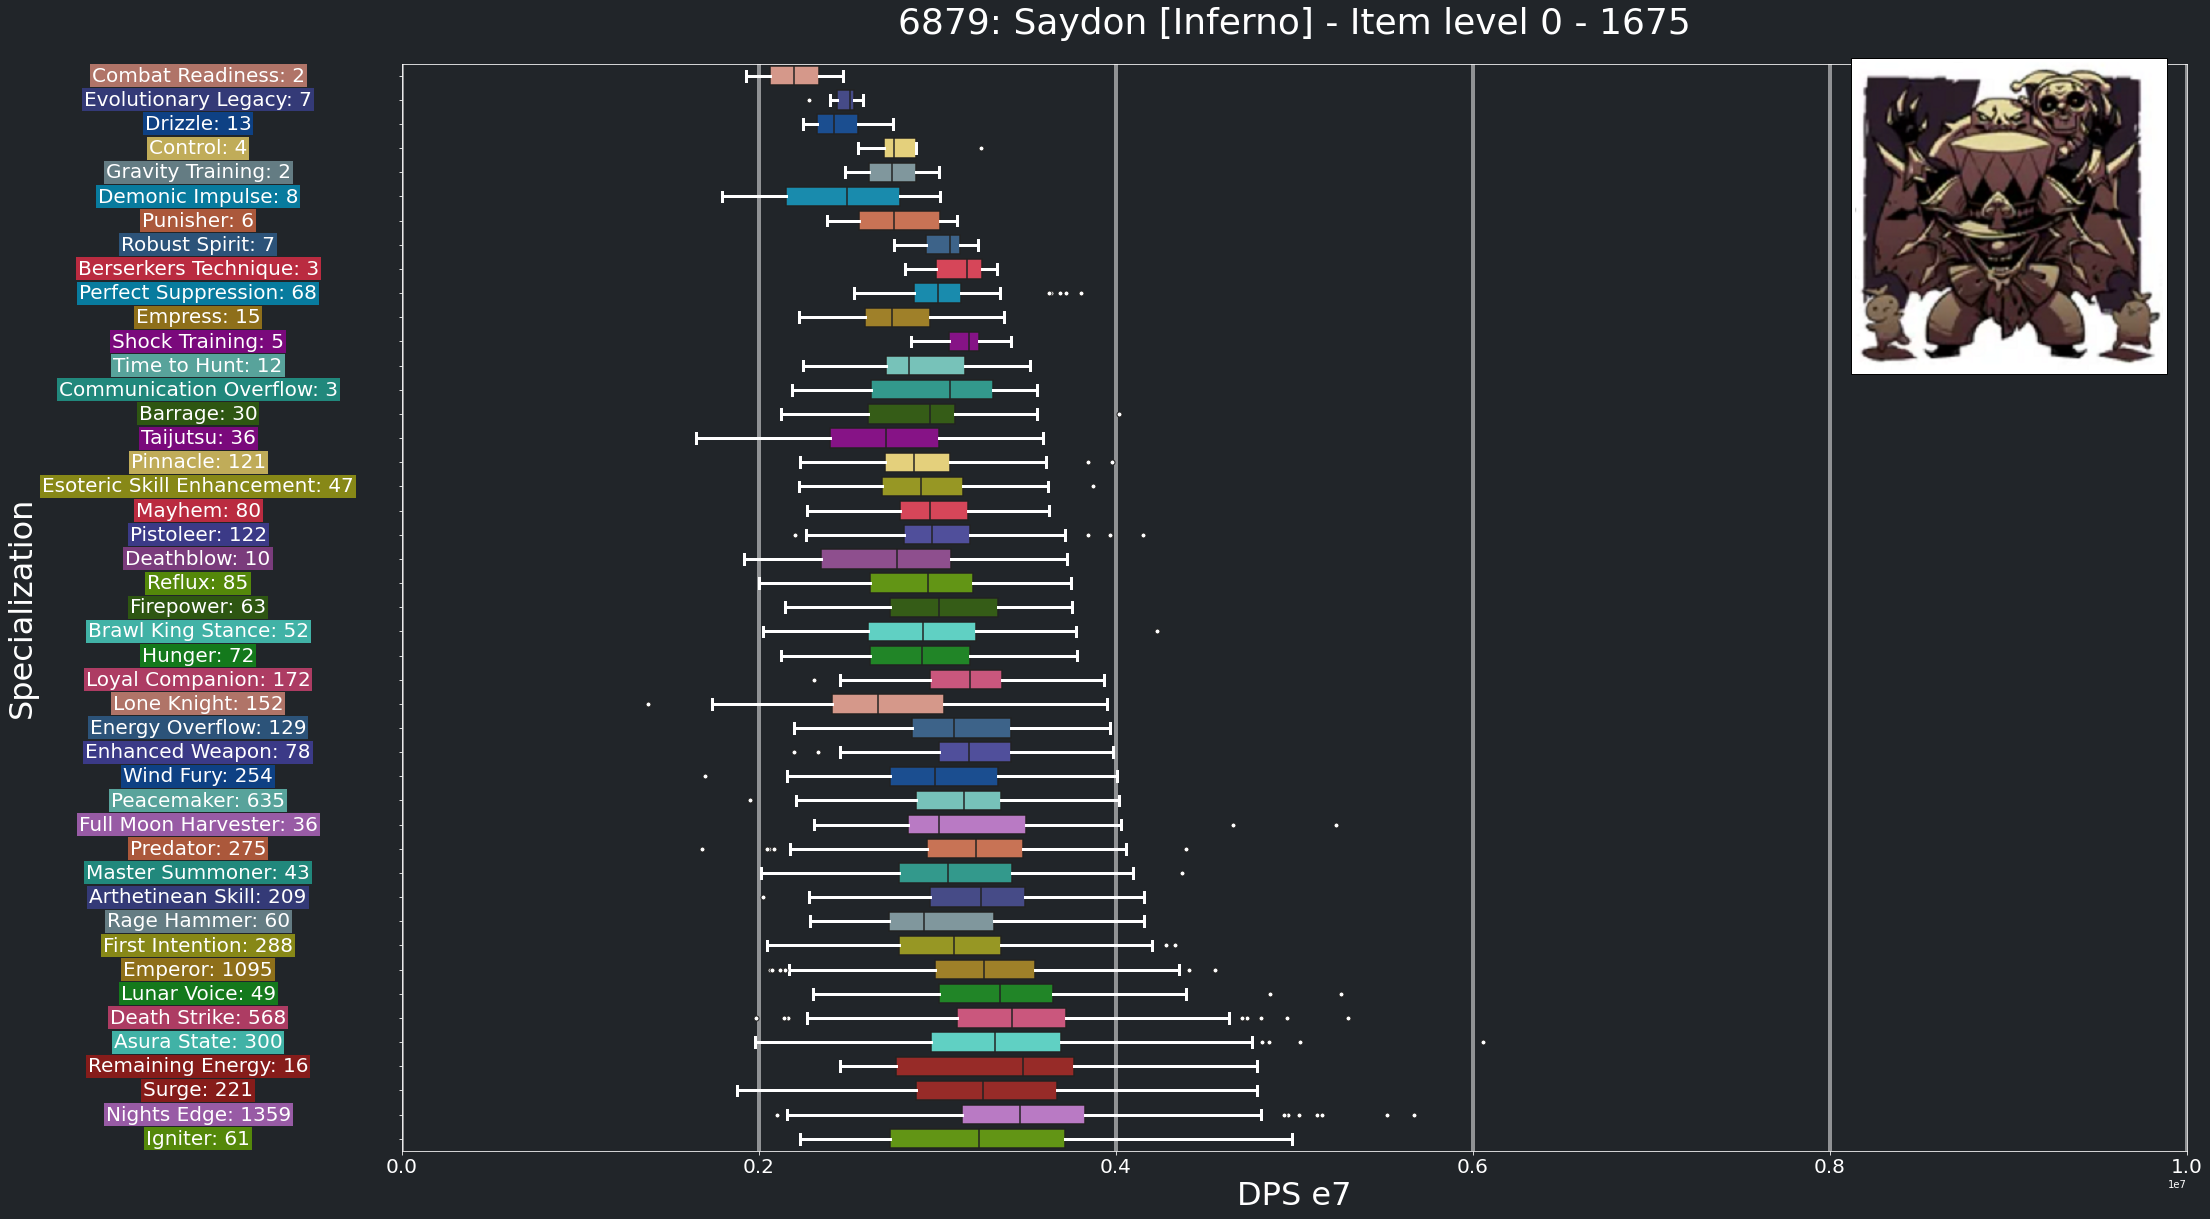 6879: Saydon [Inferno] - Item level 0 - 1675
Combat Readiness: 2
Evolutionary Legacy: 7
Drizzle: 13
Control: 4
Gravity Training: 2
Demonic Impulse: 8
Punisher: 6
Robust Spirit: 7
Berserkers Technique: 3
Perfect Suppression: 68
Empress: 15
Shock Training: 5
Time to Hunt: 12
Communication Overflow: 3
Barrage: 30
Taijutsu: 36
Pinnacle: 121
Esoteric Skill Enhancement: 47
Mayhem: 80
Pistoleer: 122
Deathblow: 10
Reflux: 85
Firepower: 63
Brawl King Stance: 52
Hunger: 72
Loyal Companion: 172
Lone Knight: 152
Energy Overflow: 129
Enhanced Weapon: 78
Wind Fury: 254
Peacemaker: 635
Full Moon Harvester: 36
Predator: 275
Master Summoner: 43
Arthetinean Skill: 209
Rage Hammer: 60
First Intention: 288
Emperor: 1095
Lunar Voice: 49
Death Strike: 568
Asura State: 300
Remaining Energy: 16
Surge: 221
Nights Edge: 1359
Igniter: 61
Specialization
0.0 0.2 0.4 0.6 0.8 1.0
1e7
DPS e7